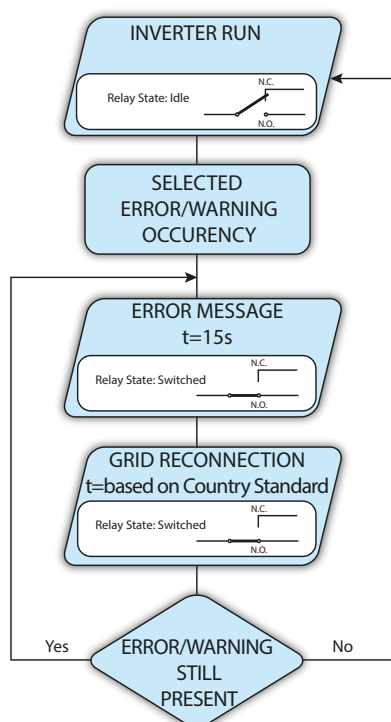 INVERTER RUN
N.C.
Relay State: Idle
N.O.
SELECTED
ERROR/WARNING
OCCURENCY
ERROR MESSAGE
t=15s
N.C.
Relay State: Switched
N.O.
GRID RECONNECTION
t=based on Country Standard
N.C.
Relay State: Switched
N.O.
Yes
ERROR/WARNING
No
STILL
PRESENT